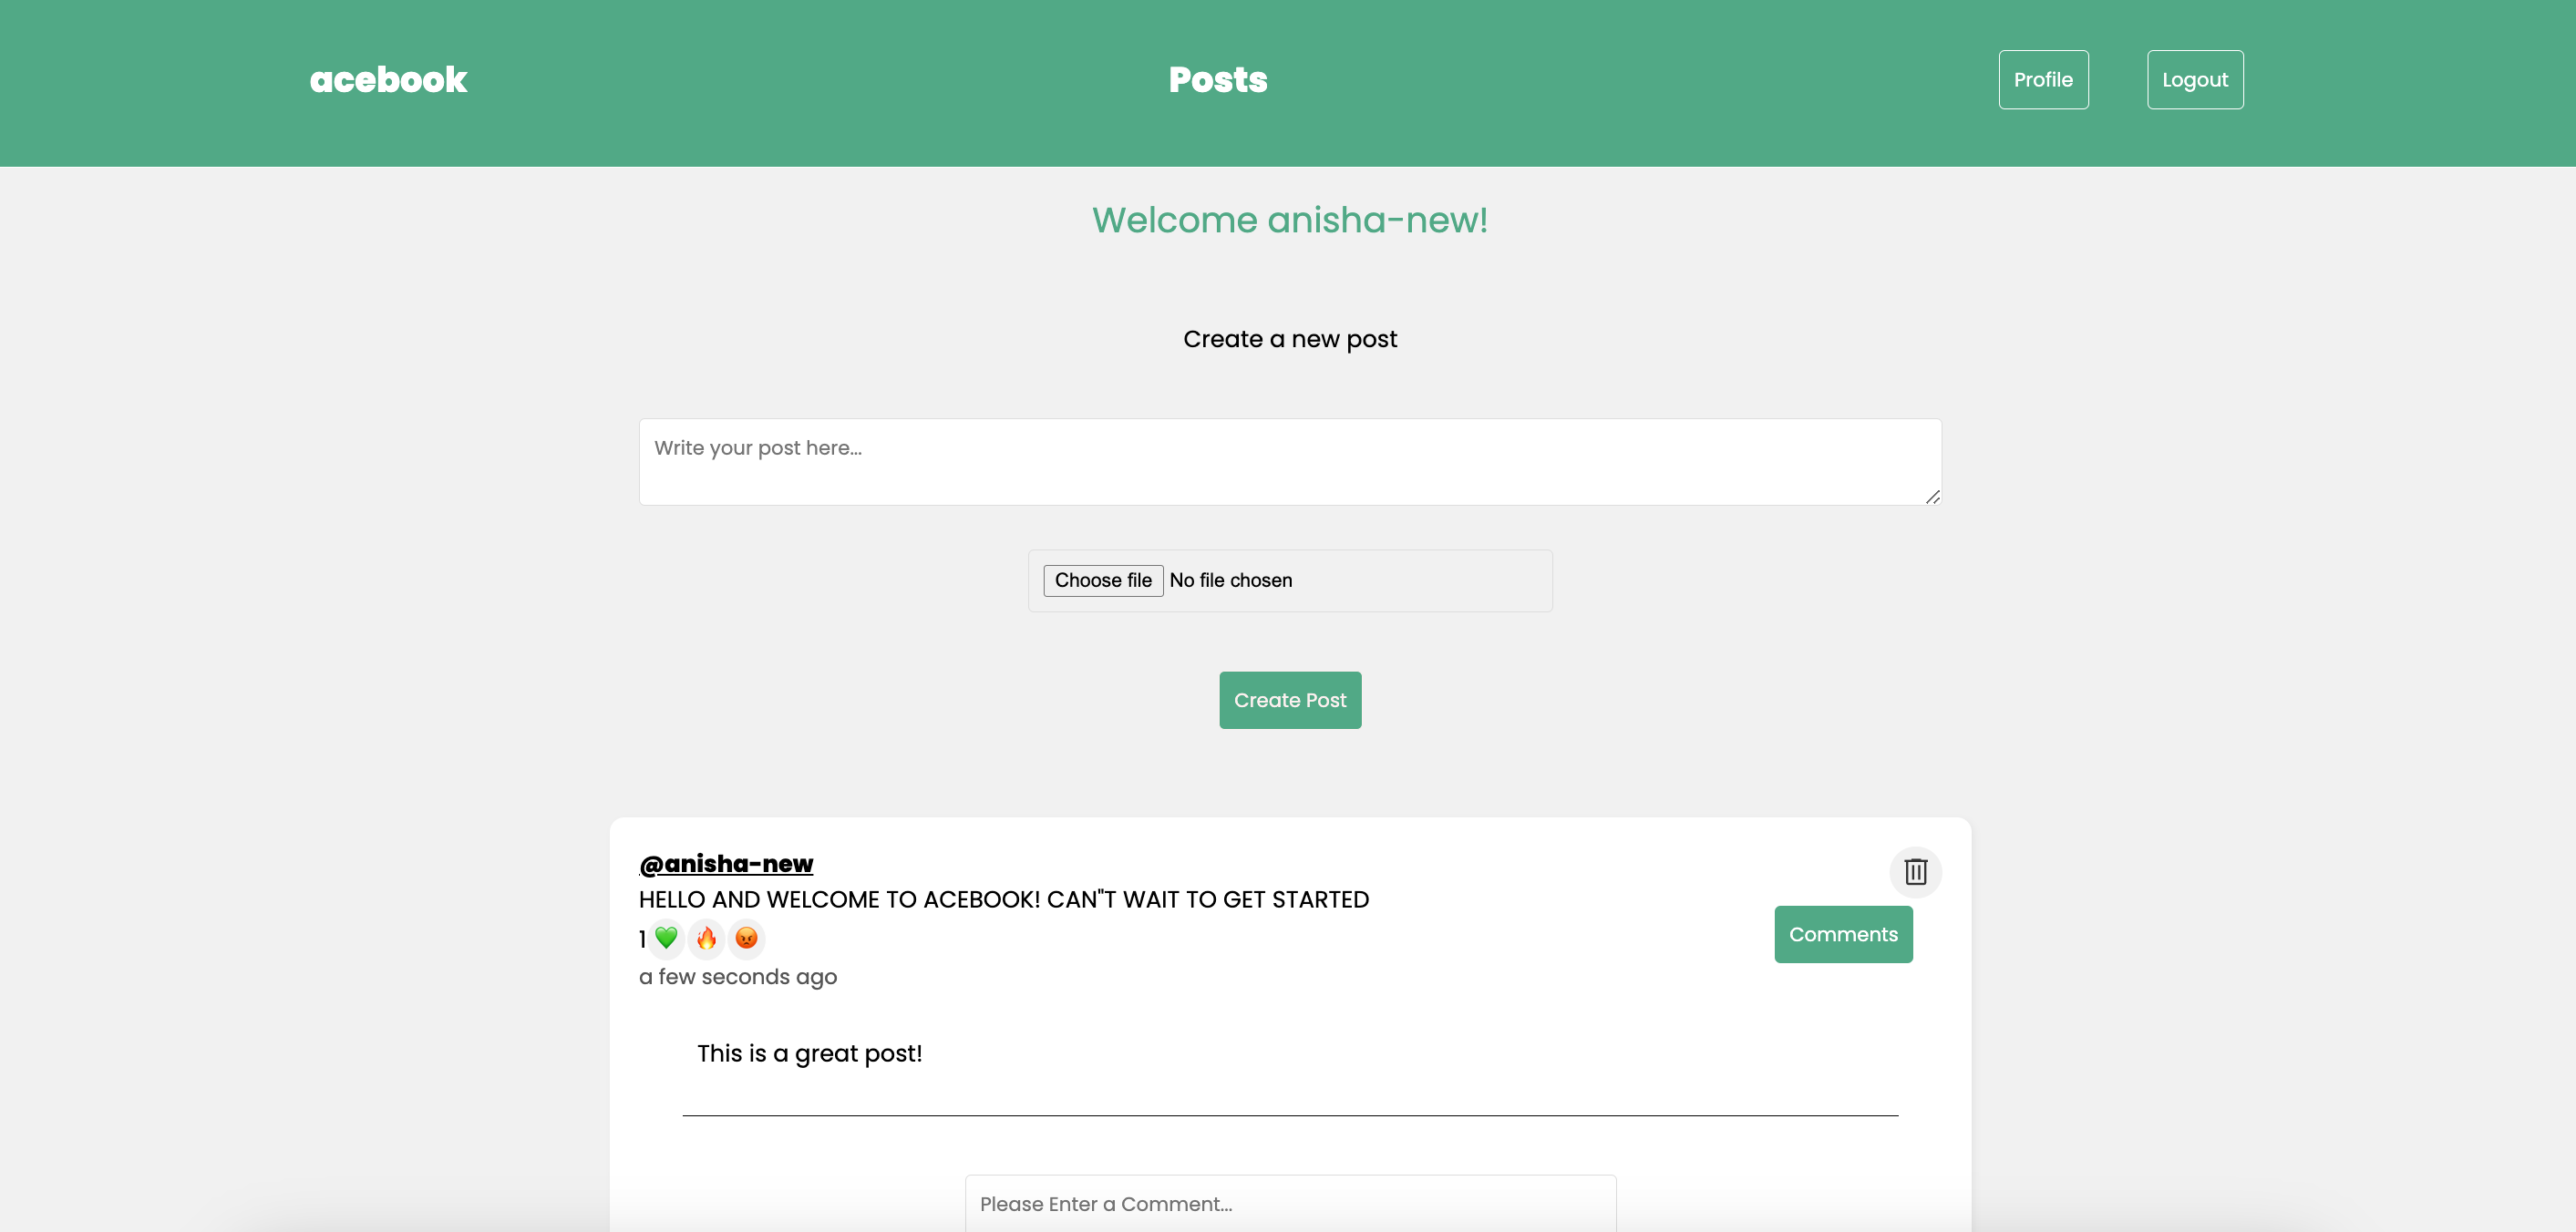 acebook
Posts
Profile
Logout
Welcome anisha-new!
Create a new post
Write your post here...
Choose file No file chosen
Create Post
@anisha-new
HELLO AND WELCOME TO ACEBOOK! CAN"T WAIT TO GET STARTED
1💚🔥😡
Comments
a few seconds ago
This is a great post!
Please Enter a Comment...